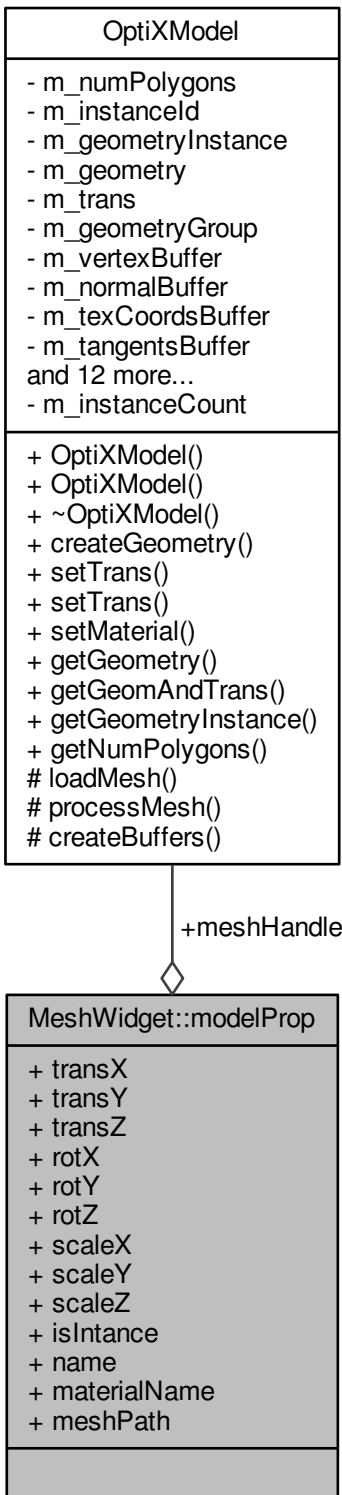 OptiXModel
- m_numPolygons
- m_instanceId
- m_geometryInstance
- m_geometry
- m_trans
- m_geometryGroup
- m_vertexBuffer
- m_normalBuffer
- m_texCoordsBuffer
- m_tangentsBuffer
and 12 more...
- m_instanceCount
+ OptiXModel()
+ OptiXModel()
+ ~OptiXModel()
+ createGeometry()
+ setTrans()
+ setTrans()
+ setMaterial()
+ getGeometry()
+ getGeomAndTrans()
+ getGeometryInstance()
+ getNumPolygons()
# loadMesh()
# processMesh()
# createBuffers()
+meshHandle
MeshWidget::modelProp
+ transX
+ transY
+ transZ
+ rotX
+ rotY
+ rotZ
+ scaleX
+ scaleY
+ scaleZ
+ isIntance
+ name
+ materialName
+ meshPath